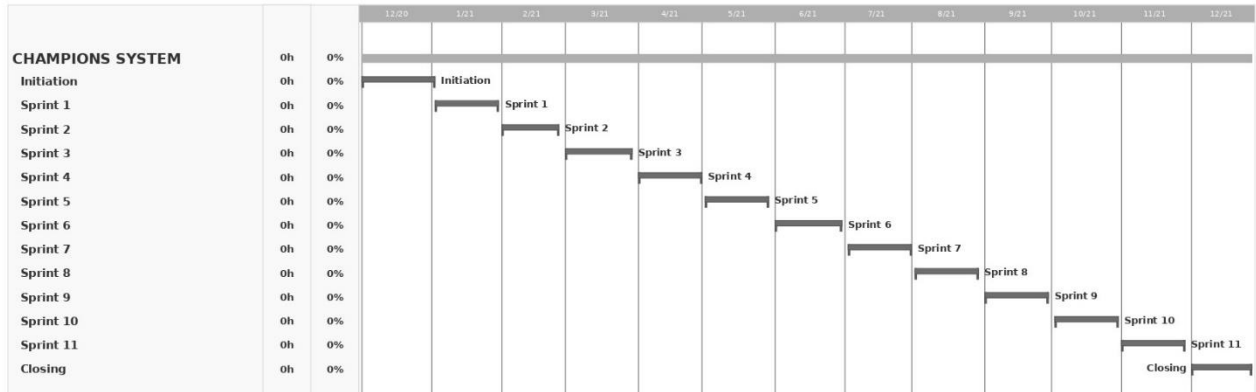 12/20 1/21 2/21 3/21 4/21 5/21 6/21 7/21 8/21 9/21 10/21 11/21 12/21
CHAMPIONS SYSTEM 0h 0%
Initiation 0h 0% Initiation
Sprint 1 0h 0% Sprint 1
Sprint 2 0h 0% Sprint 2
Sprint 3 0h 0% Sprint 3
Sprint 4 0h 0% Sprint 4
Sprint 5 0h 0% Sprint 5
Sprint 6 0h 0% Sprint 6
Sprint 7 0h 0% Sprint 7
Sprint 8 0h 0% Sprint 8
Sprint 9 0h 0% Sprint 9
Sprint 10 0h 0% Sprint 10
Sprint 11 0h 0% Sprint 11
Closing 0h 0% Closing